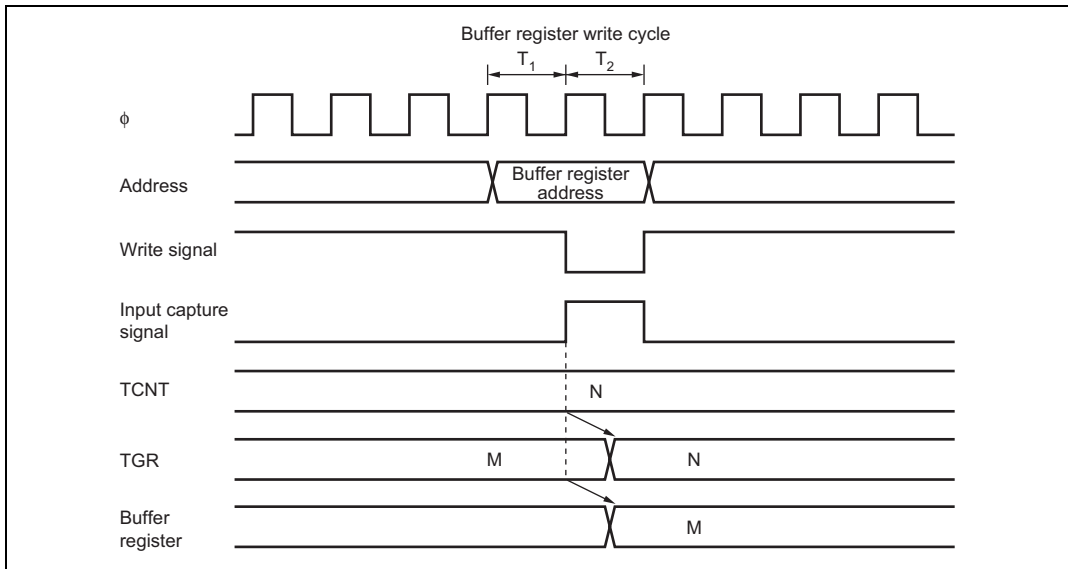 Buffer register write cycle
T₁ T₂
ϕ
Address
Buffer register
address
Write signal
Input capture
signal
TCNT
N
TGR
M N
Buffer
register
M